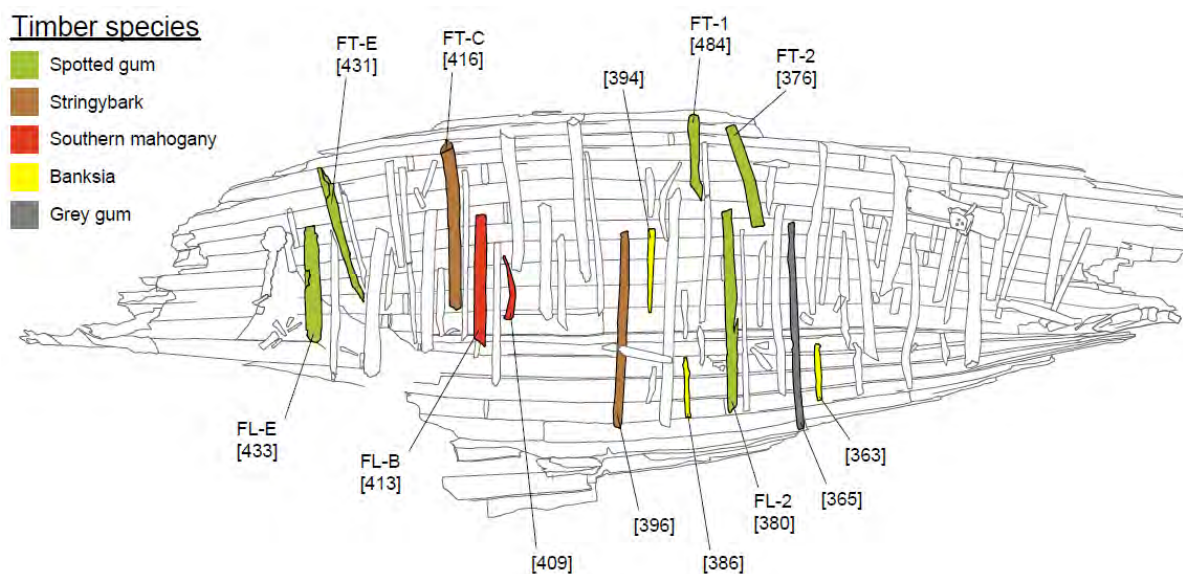 Timber species
Spotted gum
Stringybark
Southern mahogany
Banksia
Grey gum
FT-E
[431]
FT-C
[416]
[394]
FT-1
[484]
FT-2
[376]
FL-E
[433]
FL-B
[413]
[409]
[396]
[386]
FL-2
[380]
[365]
[363]